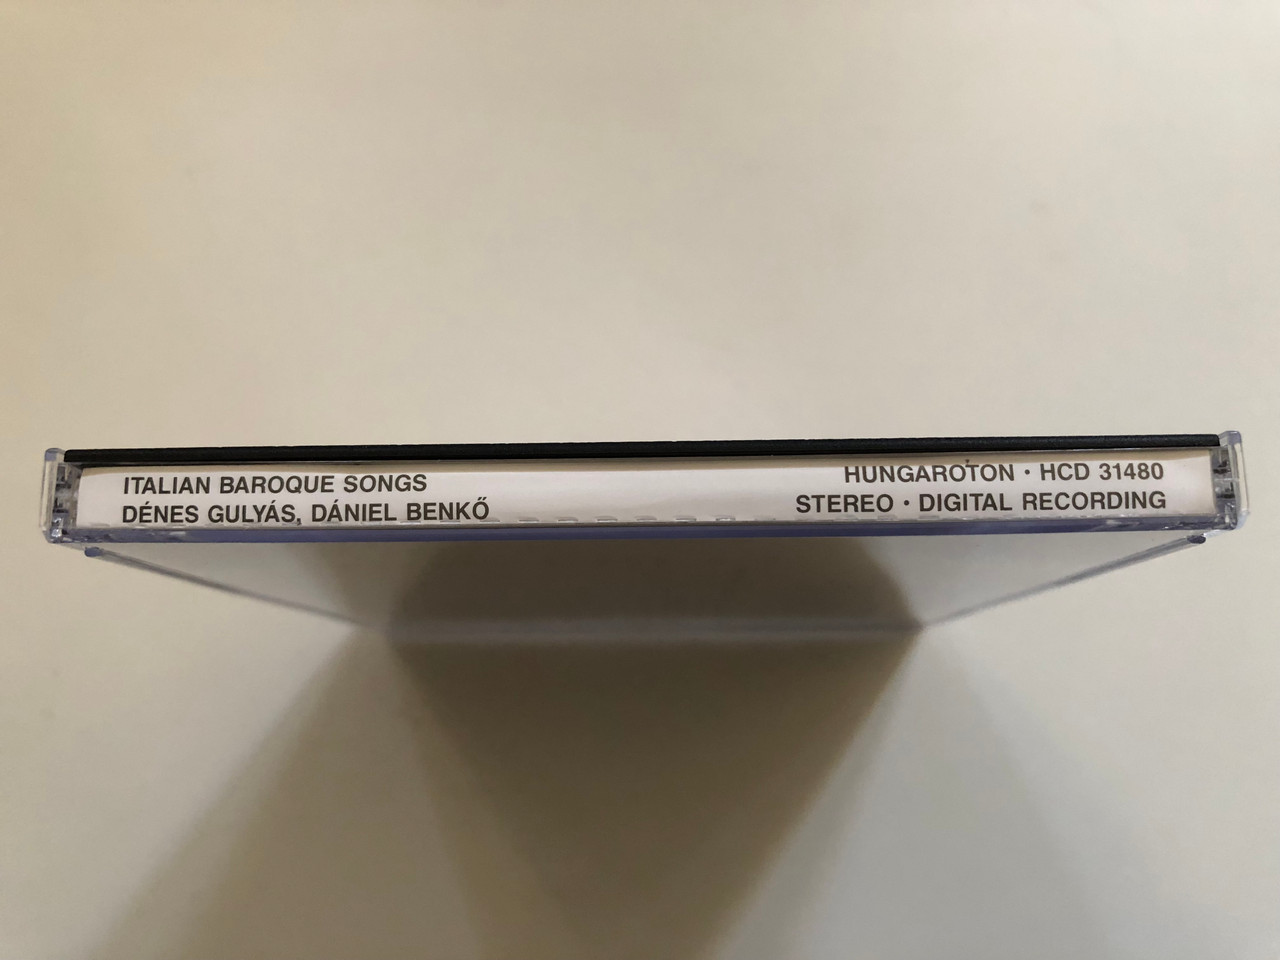 ITALIAN BAROQUE SONGS
DÉNES GULYÁS, DÁNIEL BENKŐ
HUNGAROTON · HCD 31480
STEREO · DIGITAL RECORDING